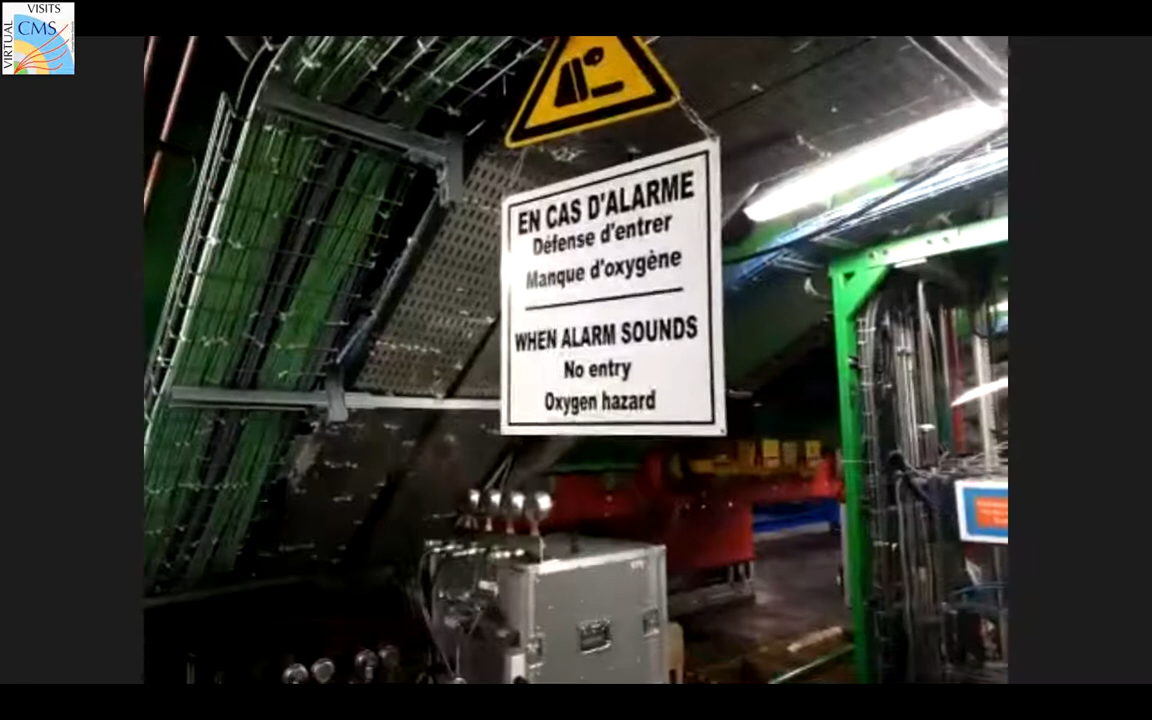 VISITS
CMS
VIRTUAL
EN CAS D'ALARME
Défense d'entrer
Manque d'oxygène
WHEN ALARM SOUNDS
No entry
Oxygen hazard